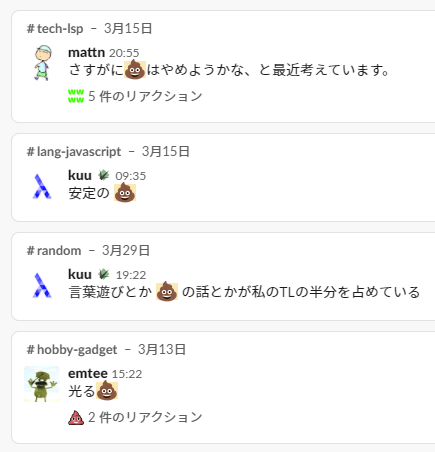 # tech-lsp – 3月15日
mattn 20:55
さすがに💩はやめようかな、と最近考えています。
ww ww 5 件のリアクション
# lang-javascript – 3月15日
kuu 09:35
安定の 💩
# random – 3月29日
kuu 19:22
言葉遊びとか 💩 の話とかが私のTLの半分を占めている
# hobby-gadget – 3月13日
emtee 15:22
光る💩
2 件のリアクション